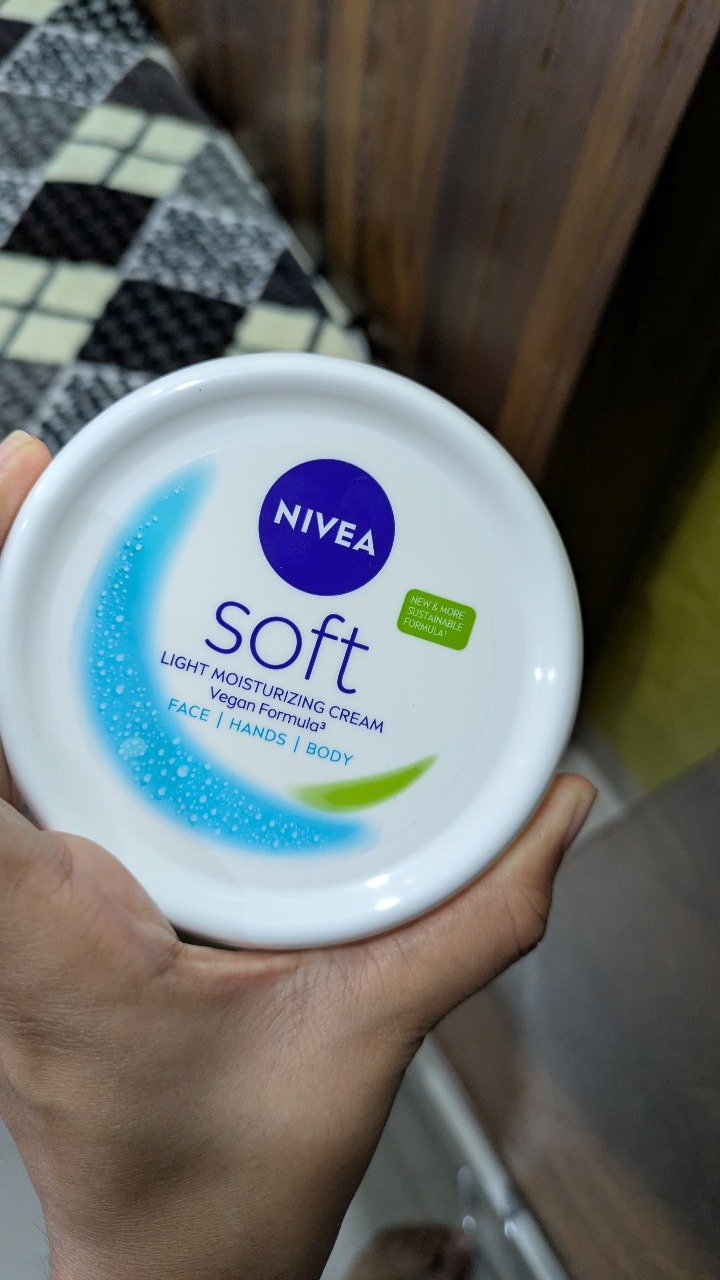 NIVEA
soft
NEW & MORE
SUSTAINABLE
FORMULA¹
LIGHT MOISTURIZING CREAM
Vegan Formula³
FACE | HANDS | BODY